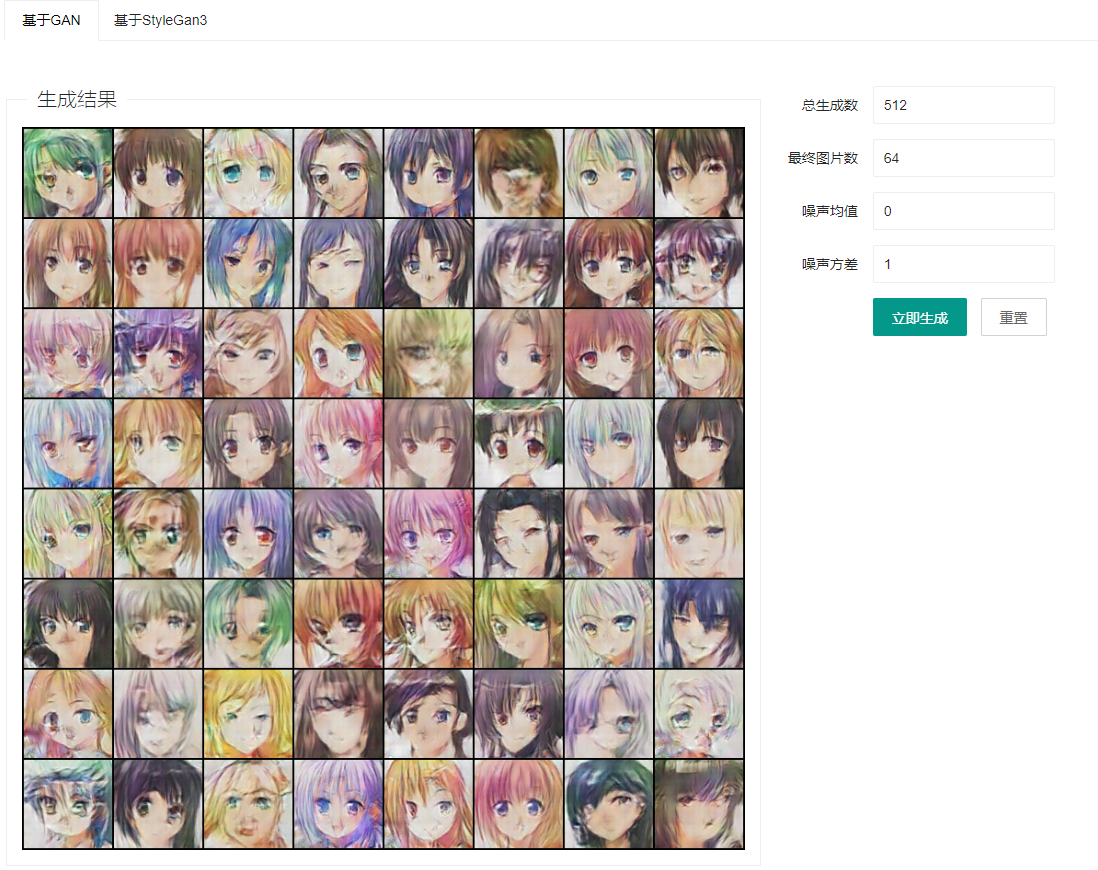 基于GAN
基于StyleGan3
生成结果
总生成数 512
最终图片数 64
噪声均值 0
噪声方差 1
立即生成 重置